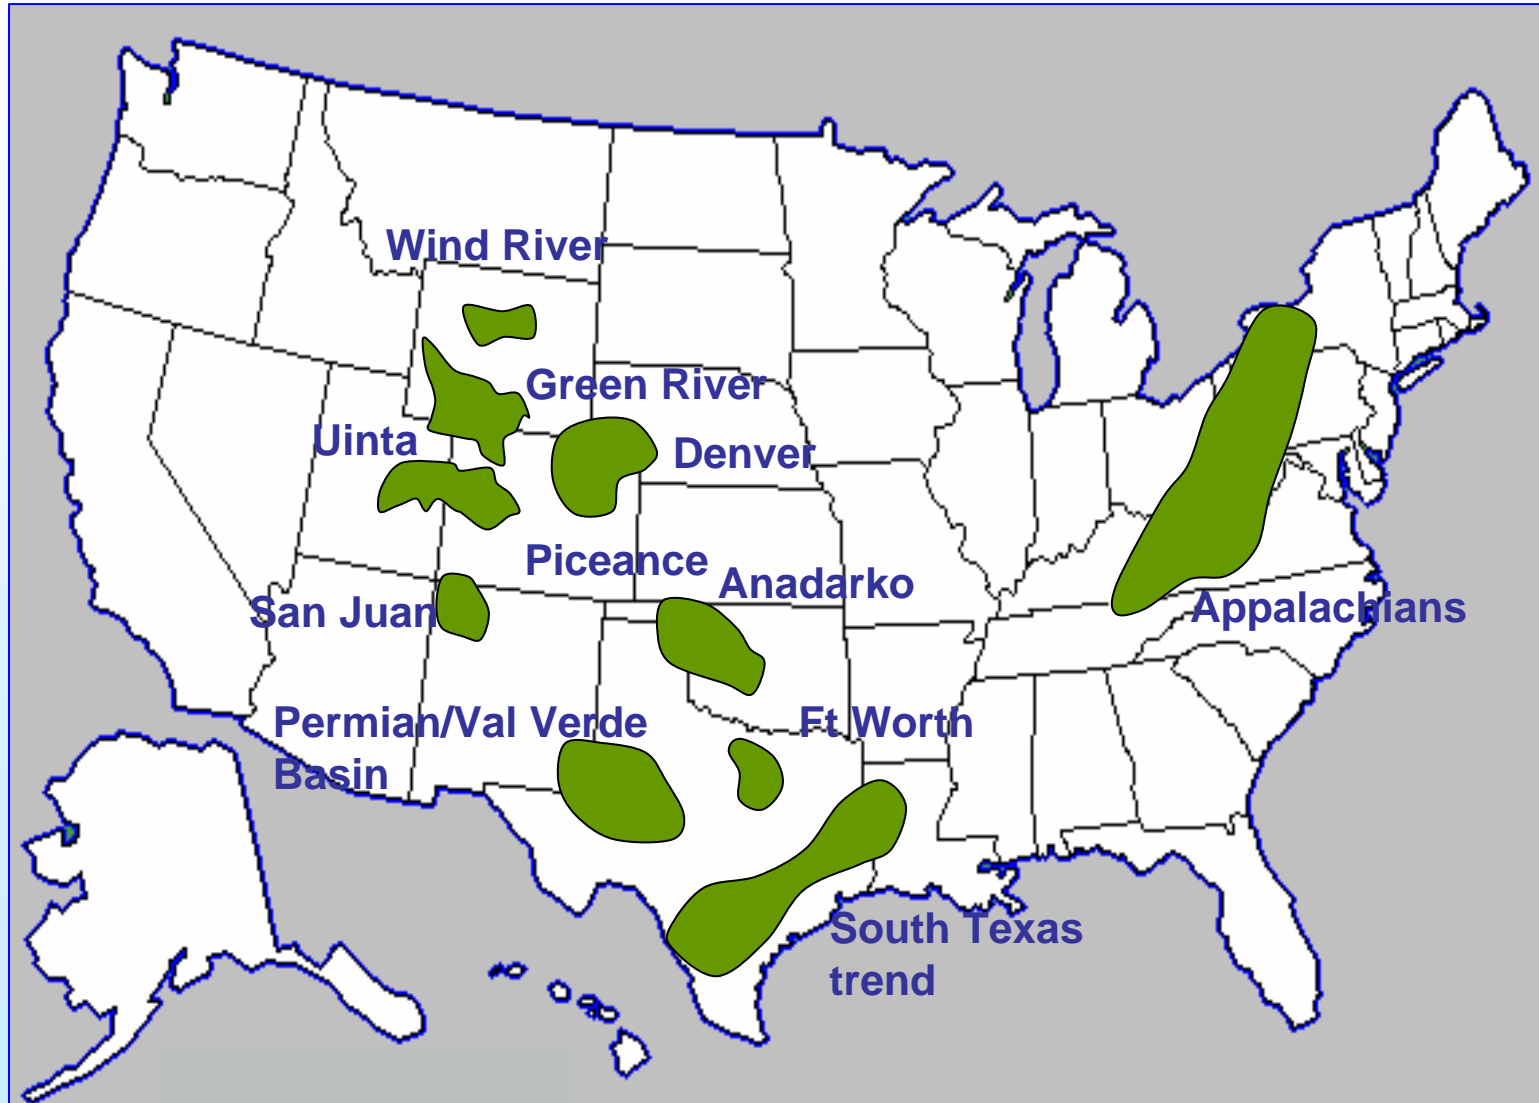 Wind River
Green River
Uinta
Denver
Piceance
Anadarko
San Juan
Appalachians
Permian/Val Verde
Basin
Ft Worth
South Texas
trend